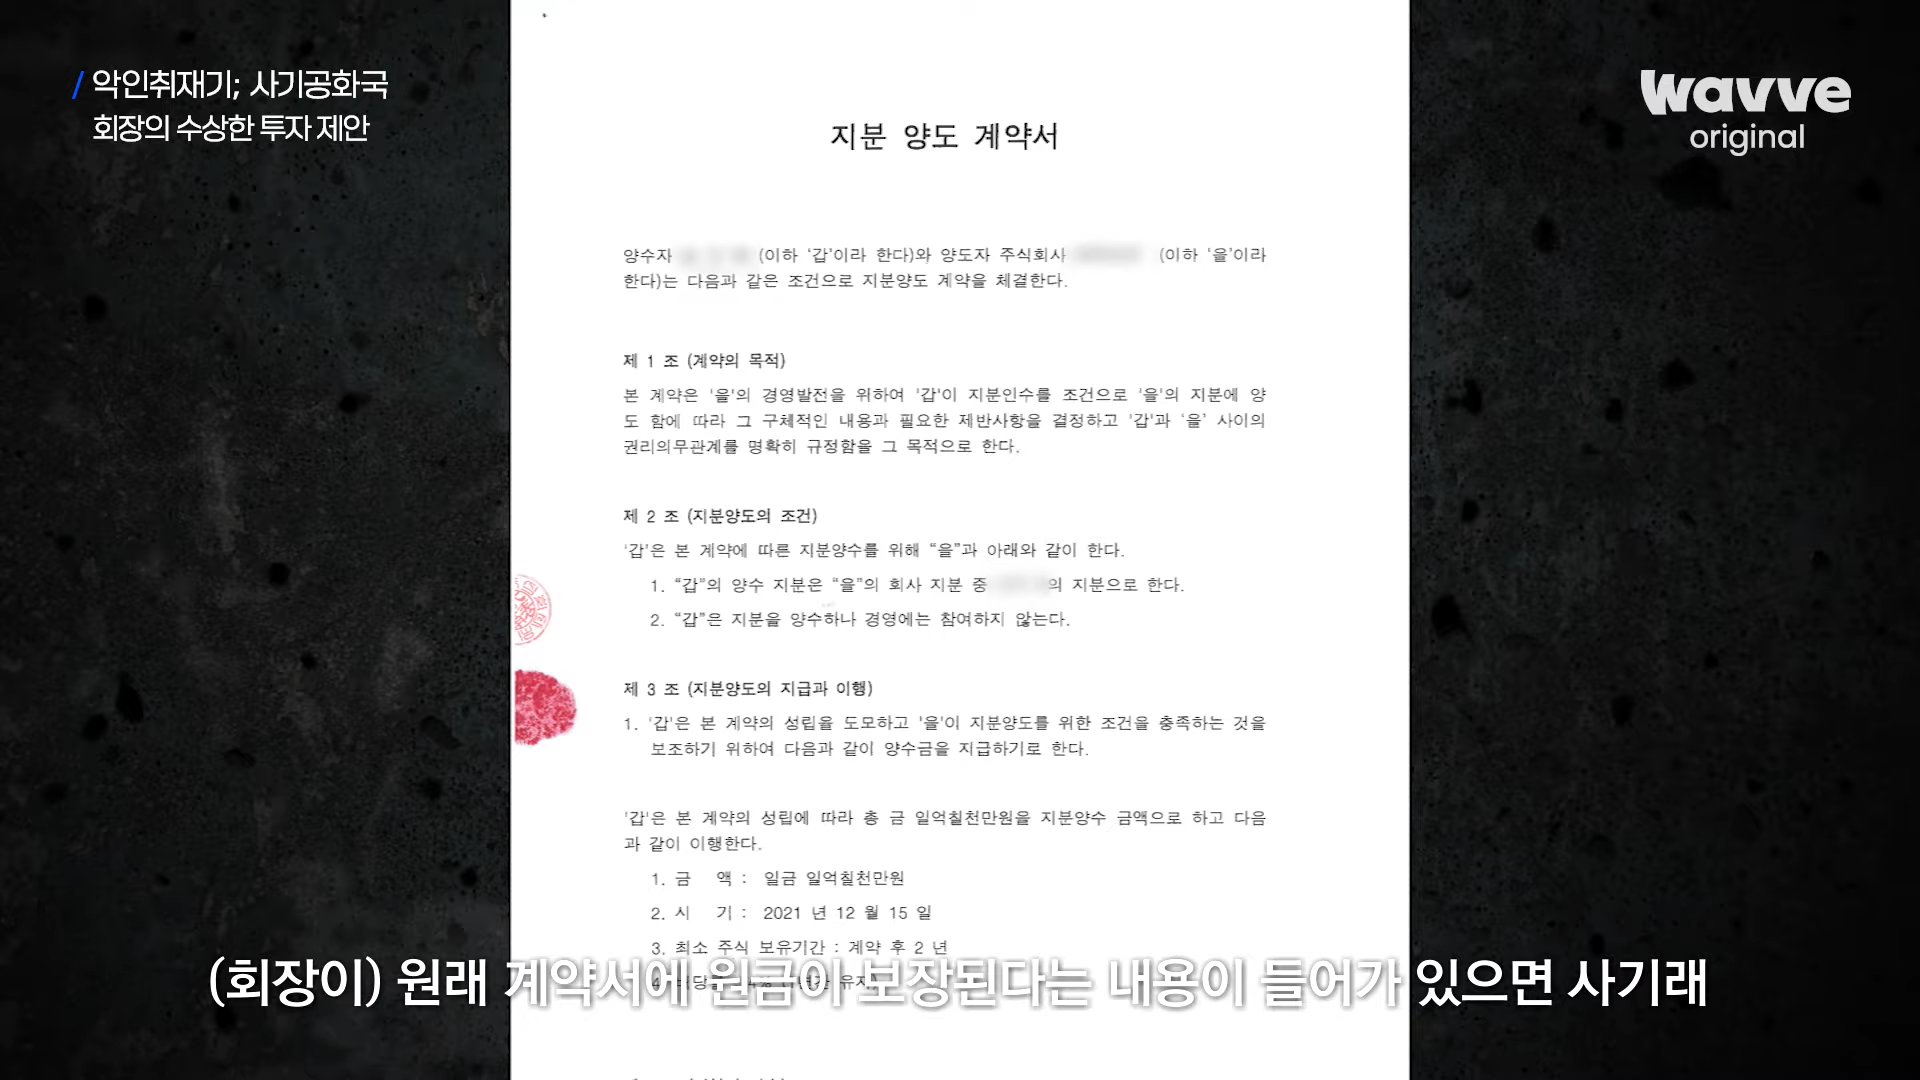 / 악인취재기; 사기공화국
회장의 수상한 투자 제안
wavve
original
지분 양도 계약서
양수자 (이하 '갑'이라 한다)와 양도자 주식회사 (이하 '을'이라
한다)는 다음과 같은 조건으로 지분양도 계약을 체결한다.
제 1 조 (계약의 목적)
본 계약은 '을'의 경영발전을 위하여 '갑'이 지분인수를 조건으로 '을'의 지분에 양
도 함에 따라 그 구체적인 내용과 필요한 제반사항을 결정하고 '갑'과 '을' 사이의
권리의무관계를 명확히 규정함을 그 목적으로 한다.
제 2 조 (지분양도의 조건)
'갑'은 본 계약에 따른 지분양수를 위해 “을”과 아래와 같이 한다.
1. “갑”의 양수 지분은 “을”의 회사 지분 중 의 지분으로 한다.
2. “갑”은 지분을 양수하나 경영에는 참여하지 않는다.
제 3 조 (지분양도의 지급과 이행)
1. '갑'은 본 계약의 성립을 도모하고 '을'이 지분양도를 위한 조건을 충족하는 것을
보조하기 위하여 다음과 같이 양수금을 지급하기로 한다.
'갑'은 본 계약의 성립에 따라 총 금 일억칠천만원을 지분양수 금액으로 하고 다음
과 같이 이행한다.
1. 금 액 : 일금 일억칠천만원
2. 시 기 : 2021 년 12 월 15 일
3. 최소 주식 보유기간 : 계약 후 2 년
(회장이) 원래 계약서에 원금이 보장된다는 내용이 들어가 있으면 사기래